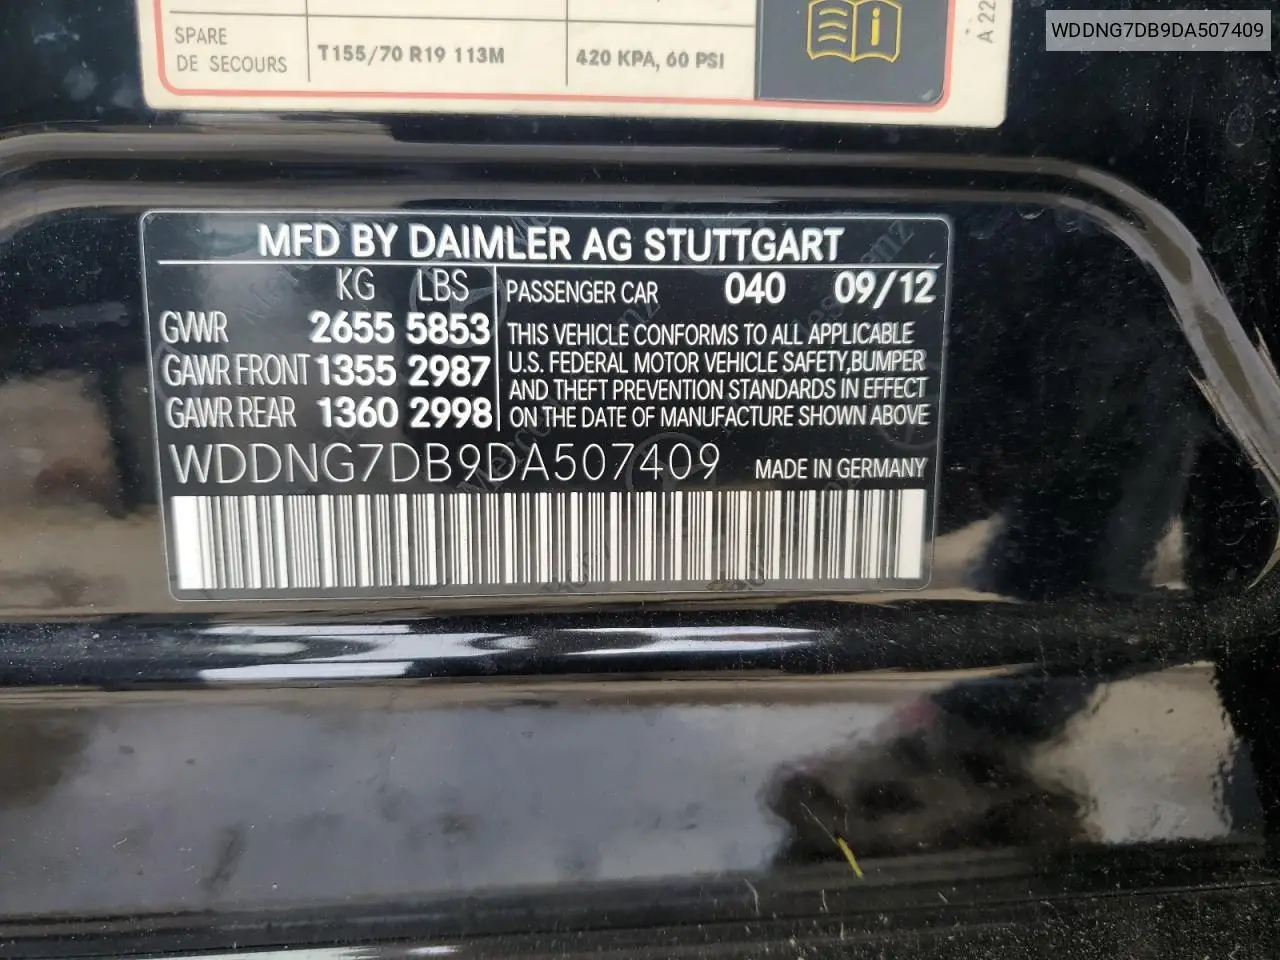 WDDNG7DB9DA507409
SPARE
DE SECOURS
T155/70 R19 113M
420 KPA, 60 PSI
A 22
MFD BY DAIMLER AG STUTTGART
KG LBS
PASSENGER CAR 040 09/12
GVWR 2655 5853
GAWR FRONT 1355 2987
GAWR REAR 1360 2998
THIS VEHICLE CONFORMS TO ALL APPLICABLE
U.S. FEDERAL MOTOR VEHICLE SAFETY,BUMPER
AND THEFT PREVENTION STANDARDS IN EFFECT
ON THE DATE OF MANUFACTURE SHOWN ABOVE
WDDNG7DB9DA507409 MADE IN GERMANY